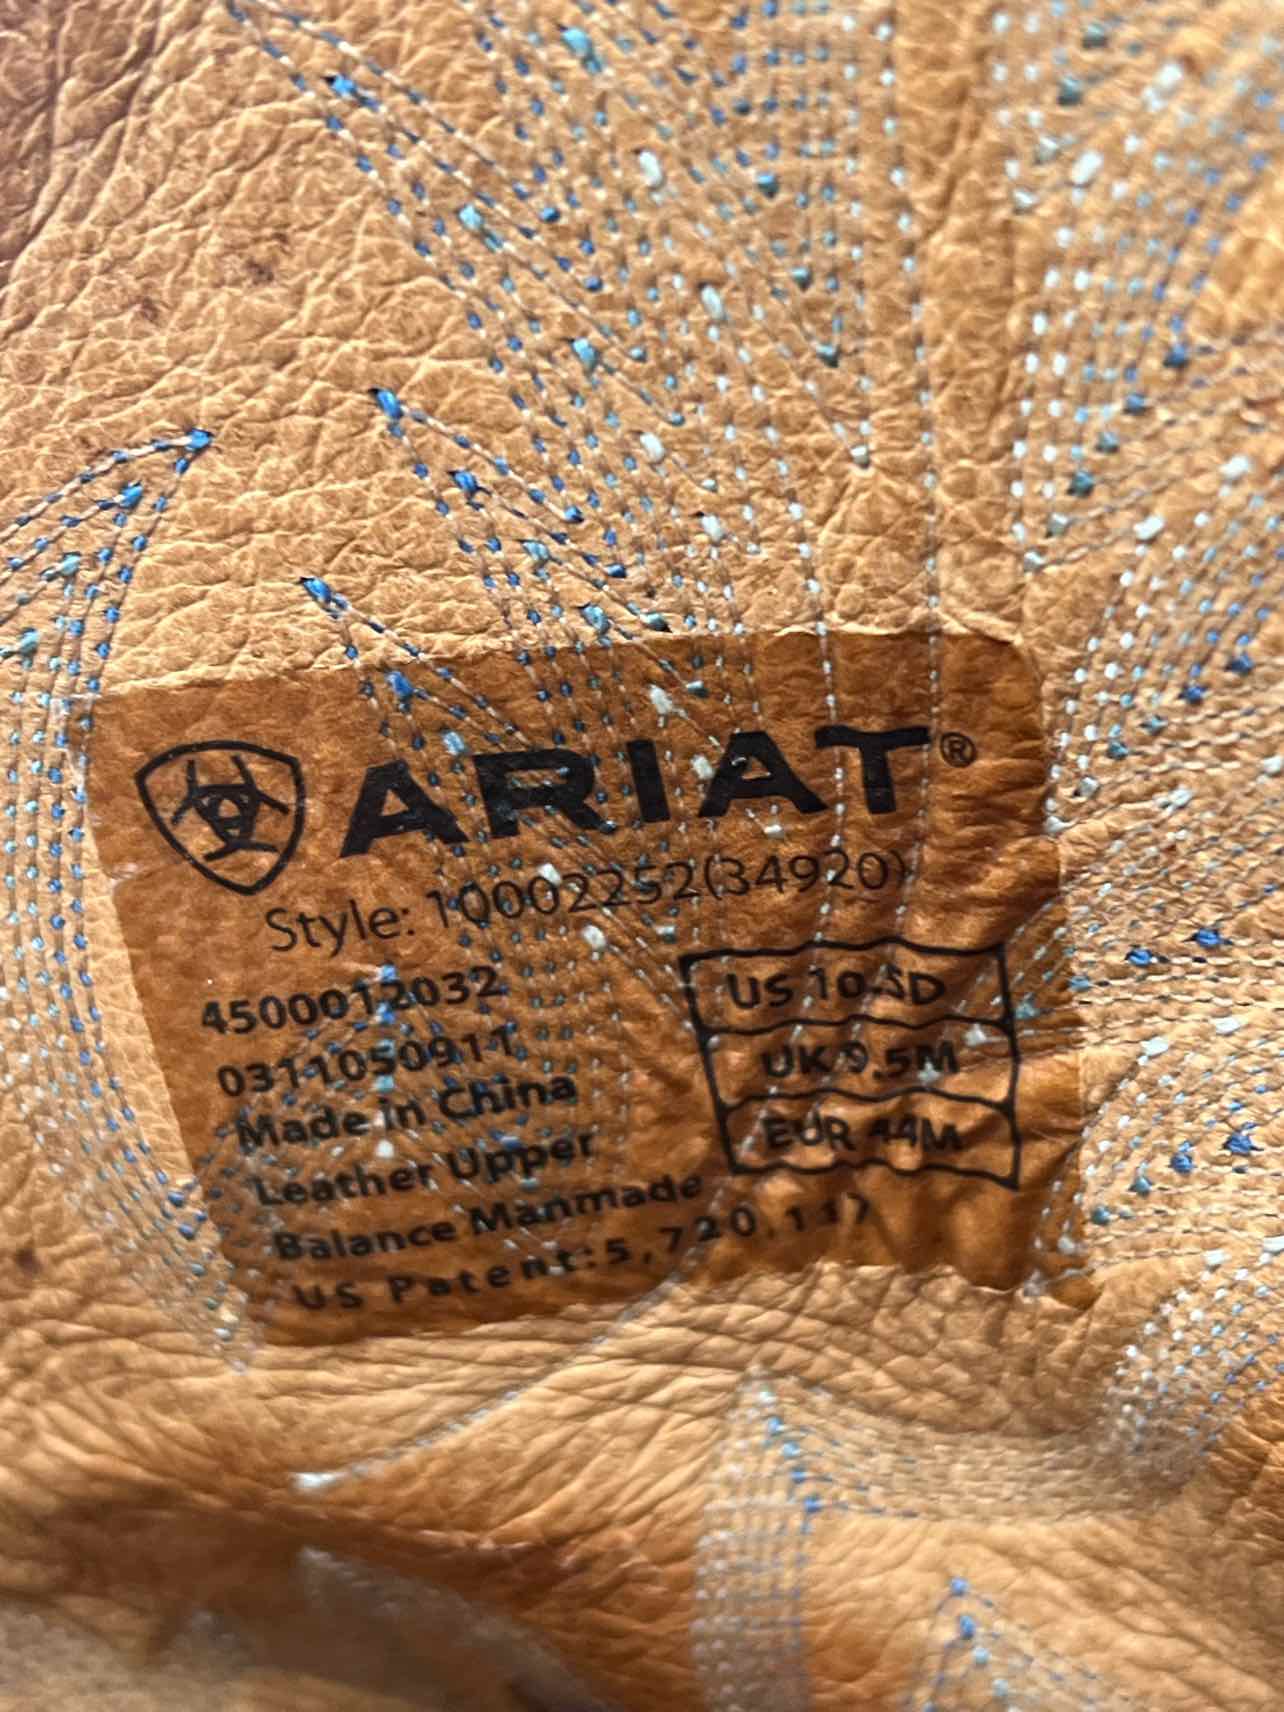 ARIAT®
Style: 10002252(34920)
4500012032
03111050911
Made in China
Leather Upper
Balance Manmade
US Patent:5,720,117
US 10.5D
UK 9.5M
EUR 44M